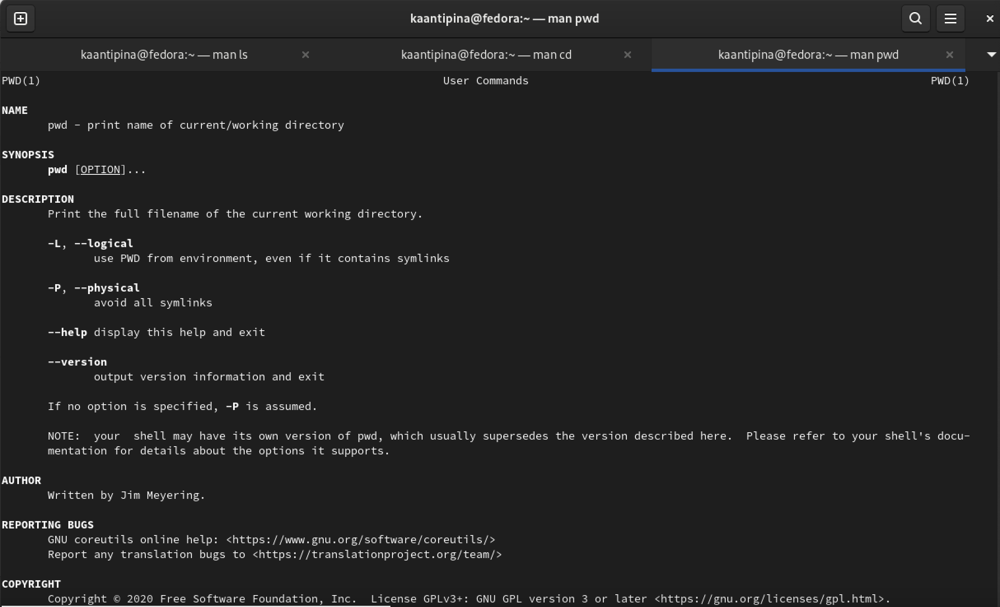 kaantipina@fedora:~ — man pwd
kaantipina@fedora:~ — man ls
kaantipina@fedora:~ — man cd
kaantipina@fedora:~ — man pwd
PWD(1) User Commands PWD(1)
NAME
pwd - print name of current/working directory
SYNOPSIS
pwd [OPTION]...
DESCRIPTION
Print the full filename of the current working directory.
-L, --logical
use PWD from environment, even if it contains symlinks
-P, --physical
avoid all symlinks
--help display this help and exit
--version
output version information and exit
If no option is specified, -P is assumed.
NOTE:  your  shell may have its own version of pwd, which usually supersedes the version described here.  Please refer to your shell's docu-
mentation for details about the options it supports.
AUTHOR
Written by Jim Meyering.
REPORTING BUGS
GNU coreutils online help: <https://www.gnu.org/software/coreutils/>
Report any translation bugs to <https://translationproject.org/team/>
COPYRIGHT
Copyright © 2020 Free Software Foundation, Inc.  License GPLv3+: GNU GPL version 3 or later <https://gnu.org/licenses/gpl.html>.